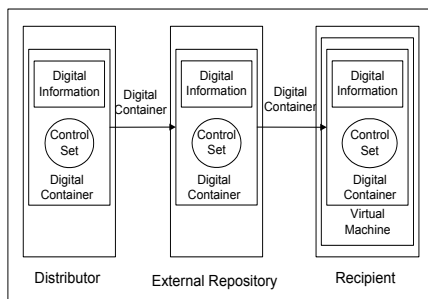 Digital
Information
Control
Set
Digital
Container
Digital
Container
Digital
Information
Control
Set
Digital
Container
Digital
Container
Digital
Information
Control
Set
Digital
Container
Virtual
Machine
Distributor
External Repository
Recipient